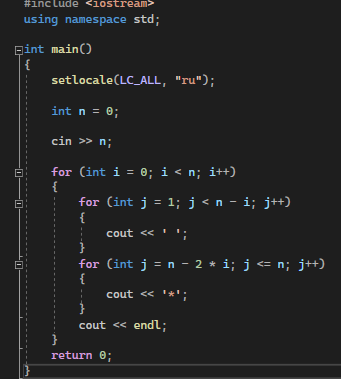 #include <iostream>
using namespace std;
int main()
{
setlocale(LC_ALL, "ru");
int n = 0;
cin >> n;
for (int i = 0; i < n; i++)
{
for (int j = 1; j < n - i; j++)
{
cout << ' ';
}
for (int j = n - 2 * i; j <= n; j++)
{
cout << '*';
}
cout << endl;
}
return 0;
}